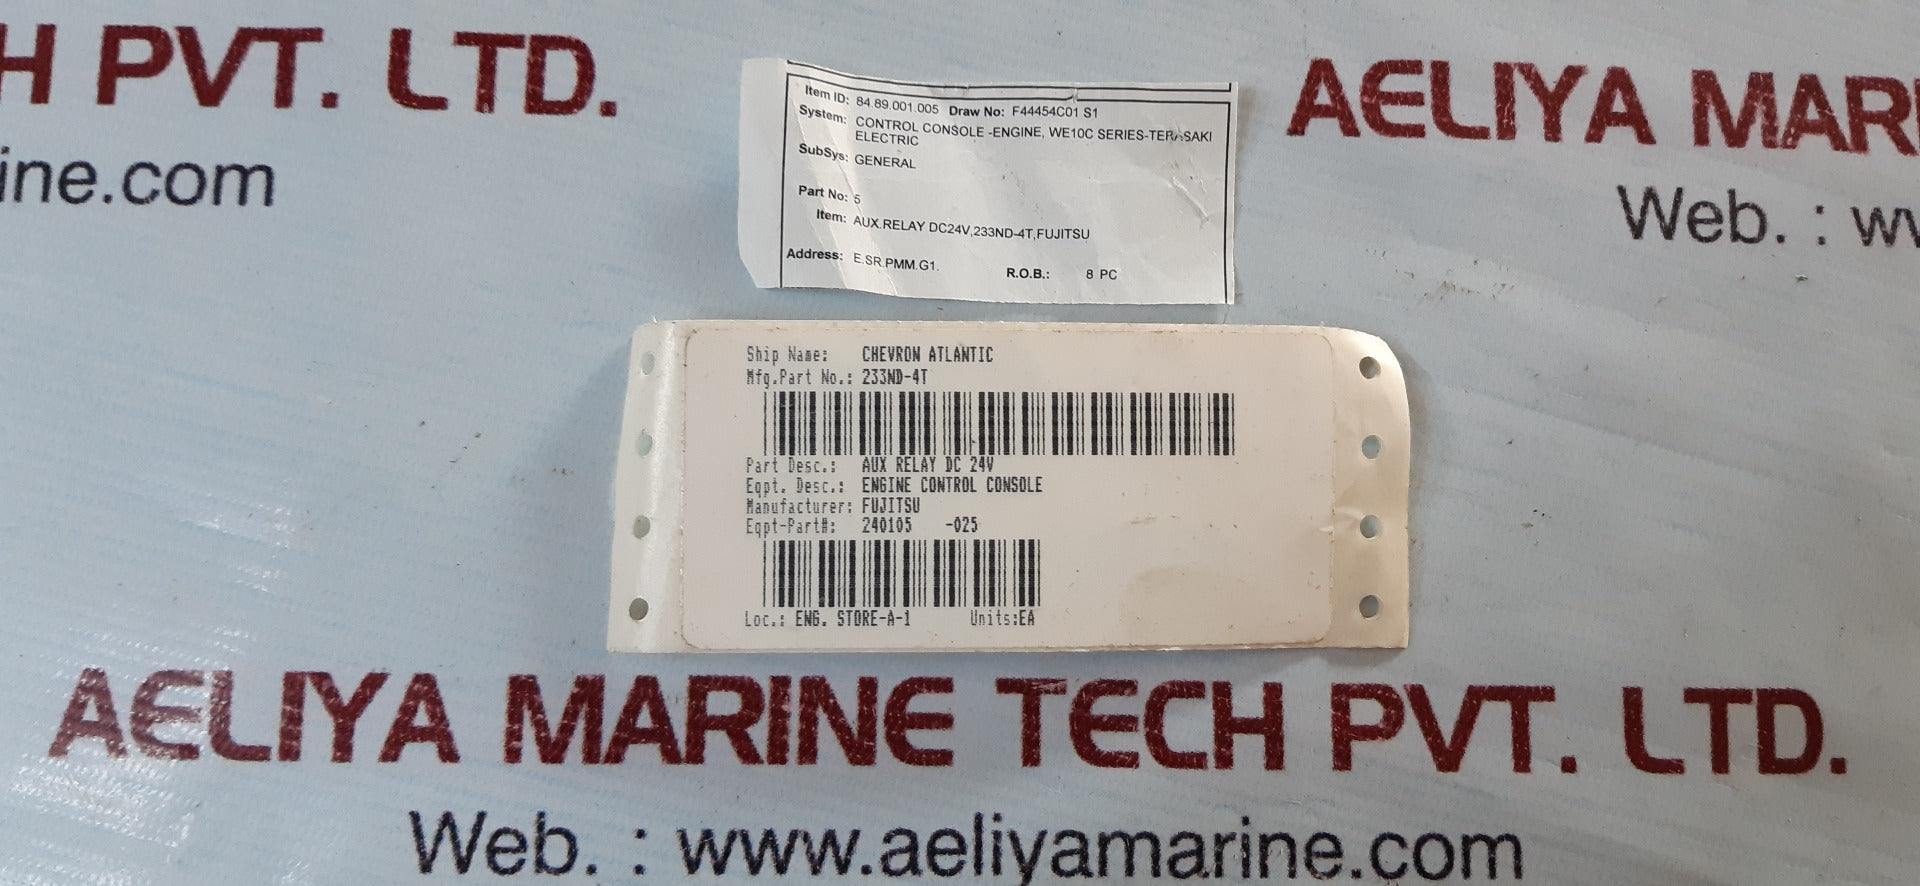 H PVT. LTD.
ine.com
AELIYA MAR
Web. : ww
Item ID: 84.89.001.005 Draw No: F44454C01 S1
System: CONTROL CONSOLE -ENGINE, WE10C SERIES-TERASAKI
ELECTRIC
SubSys: GENERAL
Part No: 5
Item: AUX.RELAY DC24V,233ND-4T,FUJITSU
Address: E.SR.PMM.G1. R.O.B.: 8 PC
Ship Name: CHEVRON ATLANTIC
Mfg.Part No.: 233ND-4T
Part Desc.: AUX RELAY DC 24V
Eqpt. Desc.: ENGINE CONTROL CONSOLE
Manufacturer: FUJITSU
Eqpt-Part#: 240105 -025
Loc.: ENG. STORE-A-1 Units:EA
AELIYA MARINE TECH PVT. LTD.
Web. : www.aeliyamarine.com